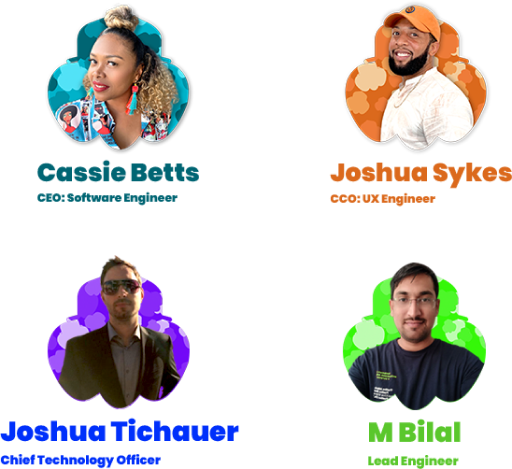 Cassie Betts
CEO: Software Engineer
Joshua Sykes
CCO: UX Engineer
Joshua Tichauer
Chief Technology Officer
M Bilal
Lead Engineer